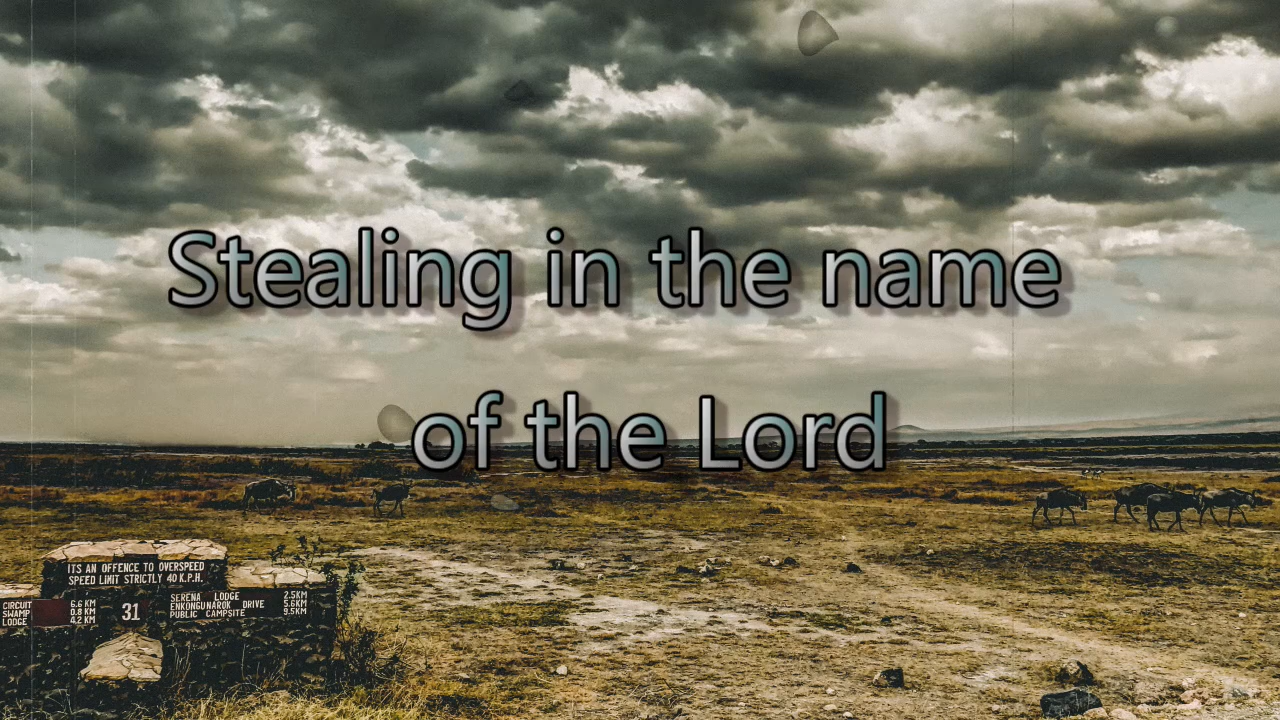 Stealing in the name
of the Lord
ITS AN OFFENCE TO OVERSPEED
SPEED LIMIT STRICTLY 40 K.P.H.
CIRCUIT 6.6 KM
SWAMP 0.8 KM
LODGE 4.2 KM
31
SERENA LODGE 2.5KM
ENKONGUNAROK DRIVE 5.6KM
PUBLIC CAMPSITE 9.5KM